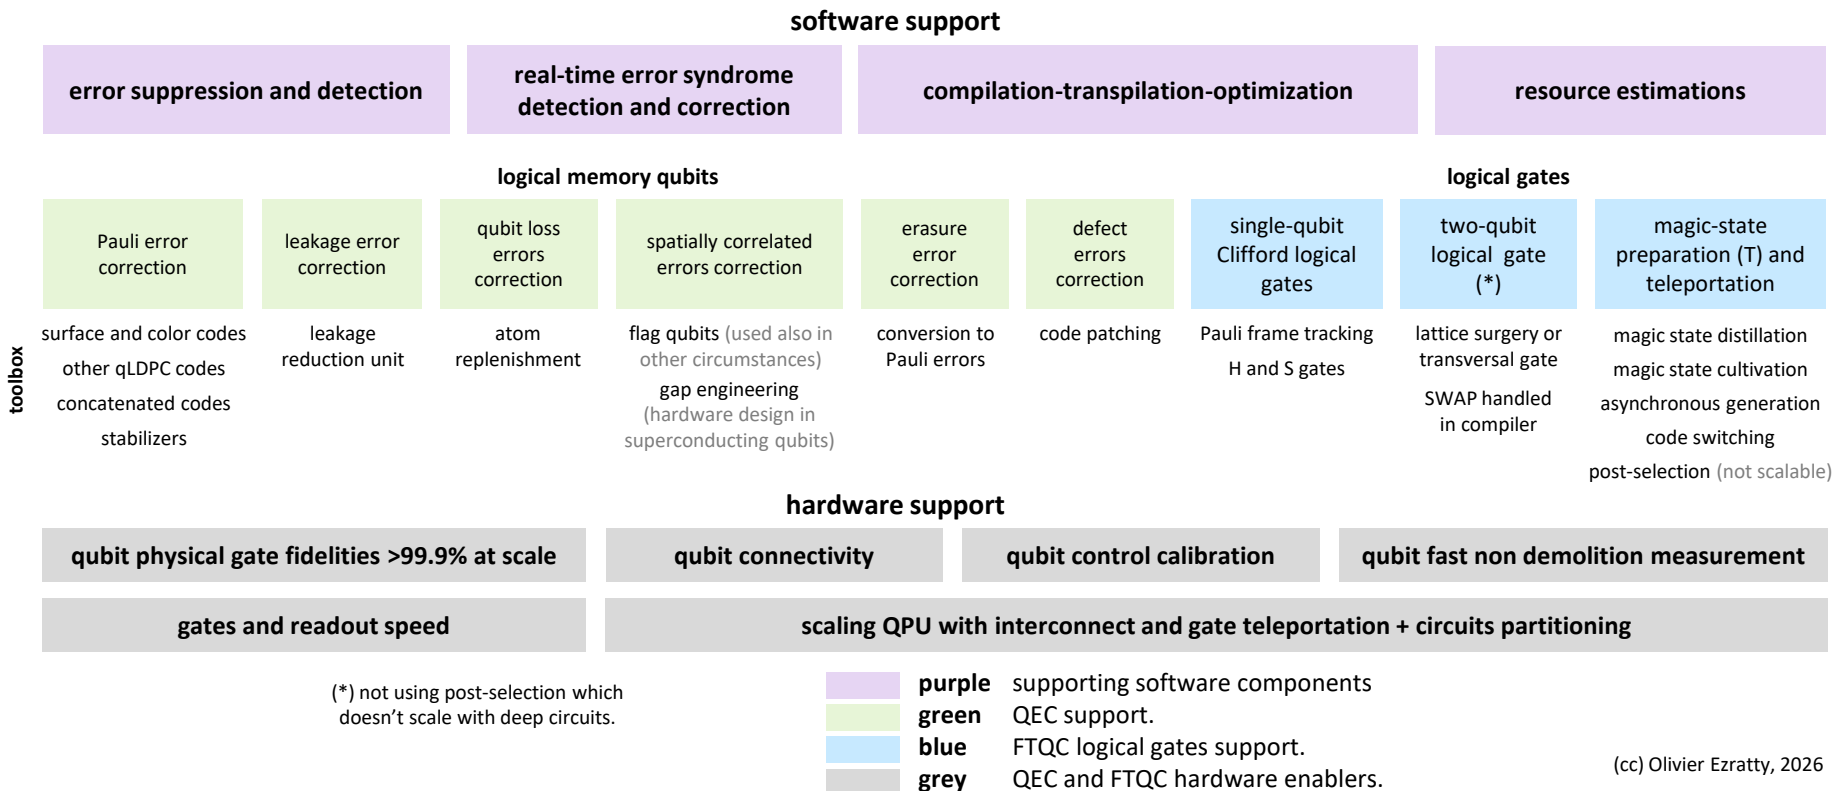 software support
error suppression and detection
real-time error syndrome
detection and correction
compilation-transpilation-optimization
resource estimations
logical memory qubits
logical gates
Pauli error
correction
leakage error
correction
qubit loss
errors
correction
spatially correlated
errors correction
erasure
error
correction
defect
errors
correction
single-qubit
Clifford logical
gates
two-qubit
logical gate
(*)
magic-state
preparation (T) and
teleportation
toolbox
surface and color codes
other qLDPC codes
concatenated codes
stabilizers
leakage
reduction unit
atom
replenishment
flag qubits (used also in
other circumstances)
gap engineering
(hardware design in
superconducting qubits)
conversion to
Pauli errors
code patching
Pauli frame tracking
H and S gates
lattice surgery or
transversal gate
SWAP handled
in compiler
magic state distillation
magic state cultivation
asynchronous generation
code switching
post-selection (not scalable)
hardware support
qubit physical gate fidelities >99.9% at scale
qubit connectivity
qubit control calibration
qubit fast non demolition measurement
gates and readout speed
scaling QPU with interconnect and gate teleportation + circuits partitioning
(*) not using post-selection which
doesn't scale with deep circuits.
purple supporting software components
green QEC support.
blue FTQC logical gates support.
grey QEC and FTQC hardware enablers.
(cc) Olivier Ezratty, 2026